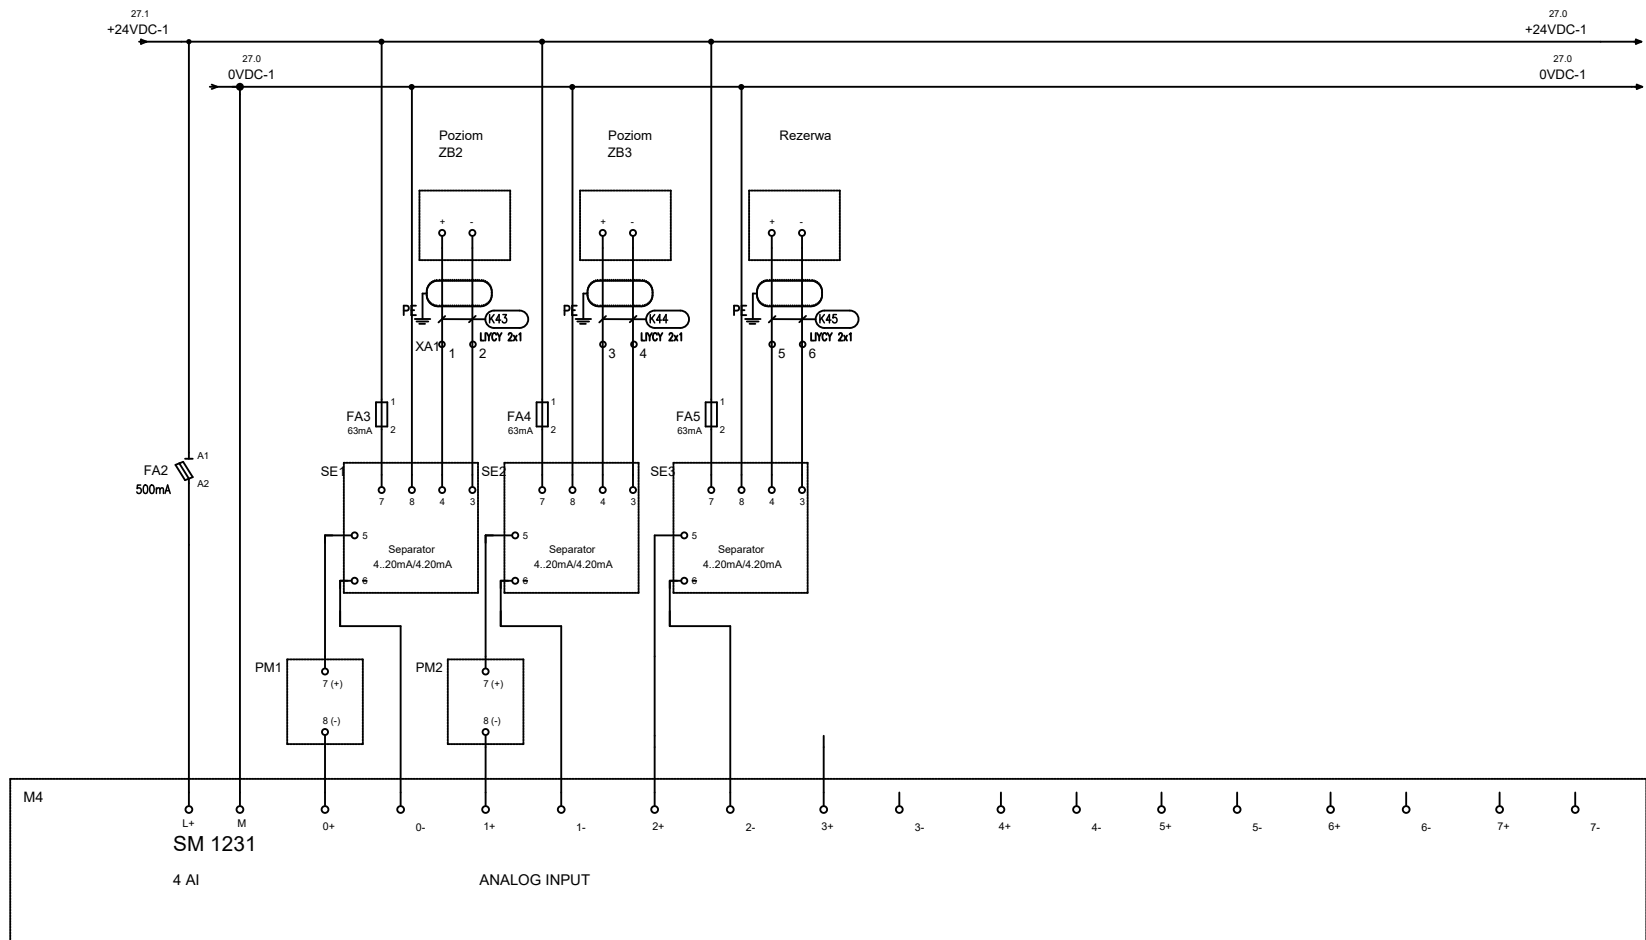 27.1
+24VDC-1
27.0
+24VDC-1
27.0
0VDC-1
27.0
0VDC-1
Poziom
ZB2
Poziom
ZB3
Rezerwa
+ -
+ -
+ -
PE
K43
LIYCY 2x1
PE
K44
LIYCY 2x1
PE
K45
LIYCY 2x1
XA1 1 2
3 4
5 6
FA3
63mA
1
2
FA4
63mA
1
2
FA5
63mA
1
2
FA2
500mA
A1
A2
SE1
7 8 4 3
5
Separator
4..20mA/4.20mA
6
SE2
7 8 4 3
5
Separator
4..20mA/4.20mA
6
SE3
7 8 4 3
5
Separator
4..20mA/4.20mA
6
PM1
7 (+)
8 (-)
PM2
7 (+)
8 (-)
M4
L+ M 0+ 0- 1+ 1- 2+ 2- 3+ 3- 4+ 4- 5+ 5- 6+ 6- 7+ 7-
SM 1231
4 AI
ANALOG INPUT